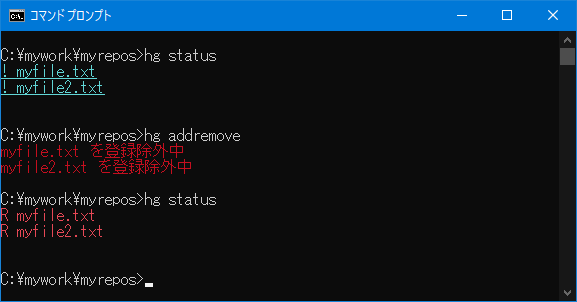 コマンドプロンプト
C:¥mywork¥myrepos>hg status
! myfile.txt
! myfile2.txt
C:¥mywork¥myrepos>hg addremove
myfile.txt を登録除外中
myfile2.txt を登録除外中
C:¥mywork¥myrepos>hg status
R myfile.txt
R myfile2.txt
C:¥mywork¥myrepos>